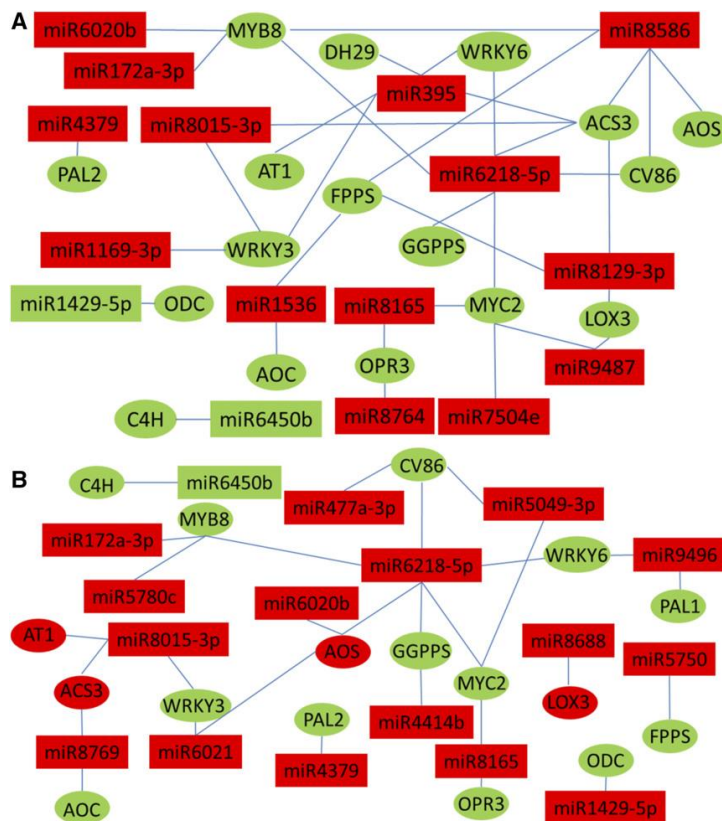 A
miR6020b
MYB8
miR8586
DH29
WRKY6
miR172a-3p
miR395
miR4379
miR8015-3p
ACS3
AOS
PAL2
AT1
miR6218-5p
CV86
FPPS
miR1169-3p
WRKY3
GGPPS
miR8129-3p
miR1429-5p
ODC
miR1536
miR8165
MYC2
LOX3
AOC
OPR3
miR9487
C4H
miR6450b
miR8764
miR7504e
B
C4H
miR6450b
CV86
miR477a-3p
miR5049-3p
MYB8
miR172a-3p
miR6218-5p
WRKY6
miR9496
miR5780c
miR6020b
PAL1
AT1
miR8015-3p
AOS
GGPPS
miR8688
miR5750
ACS3
WRKY3
MYC2
LOX3
PAL2
miR4414b
FPPS
miR8769
miR6021
miR4379
miR8165
ODC
AOC
OPR3
miR1429-5p